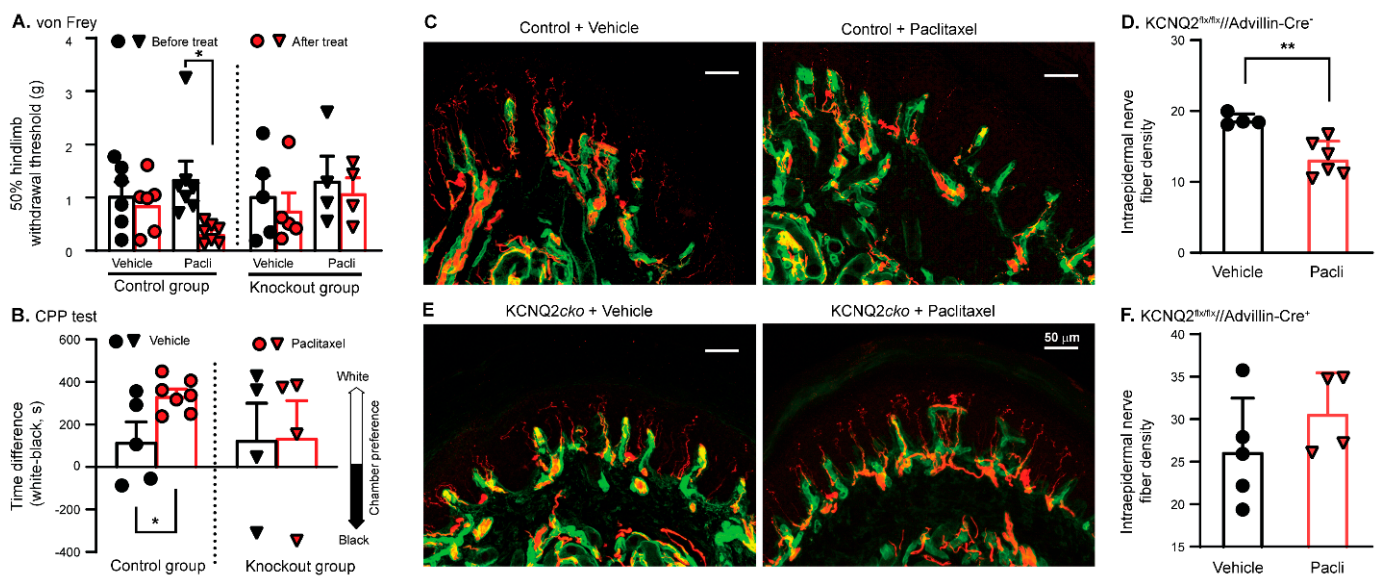 A. von Frey
4
3
2
1
0
50% hindlimb
withdrawal threshold (g)
Before treat
After treat
*
Vehicle
Pacli
Vehicle
Pacli
Control group
Knockout group
B. CPP test
600
400
200
0
-200
-400
Time difference
(white-black, s)
Vehicle
Paclitaxel
White
Chamber preference
Black
*
Control group
Knockout group
C
Control + Vehicle
Control + Paclitaxel
D. KCNQ2flx/flx//Advillin-Cre-
30
20
10
0
Intraepidermal nerve
fiber density
**
Vehicle
Pacli
E
KCNQ2cko + Vehicle
KCNQ2cko + Paclitaxel
50 μm
F. KCNQ2flx/flx//Advillin-Cre+
40
35
30
25
20
15
Intraepidermal nerve
fiber density
Vehicle
Pacli